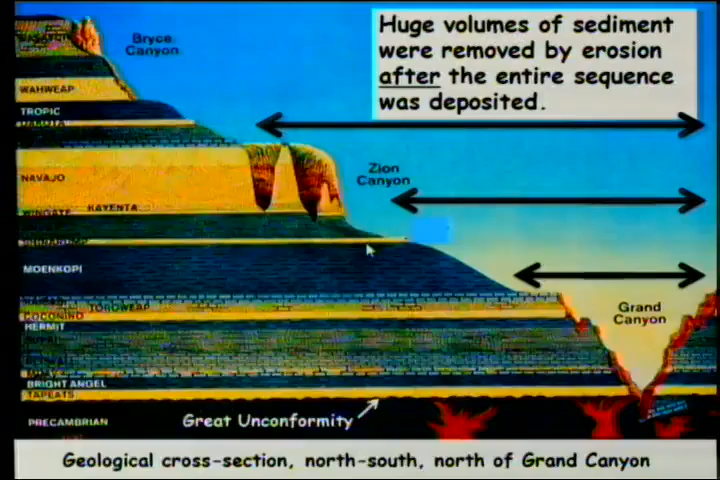 Huge volumes of sediment
were removed by erosion
after the entire sequence
was deposited.
Bryce
Canyon
WAHWEAP
TROPIC
DAKOTA
Zion
Canyon
NAVAJO
KAYENTA
WINGATE
MOENKOPI
Grand
Canyon
TOROWEAP
COCONINO
HERMIT
BRIGHT ANGEL
TAPEATS
PRECAMBRIAN
Great Unconformity
Geological cross-section, north-south, north of Grand Canyon